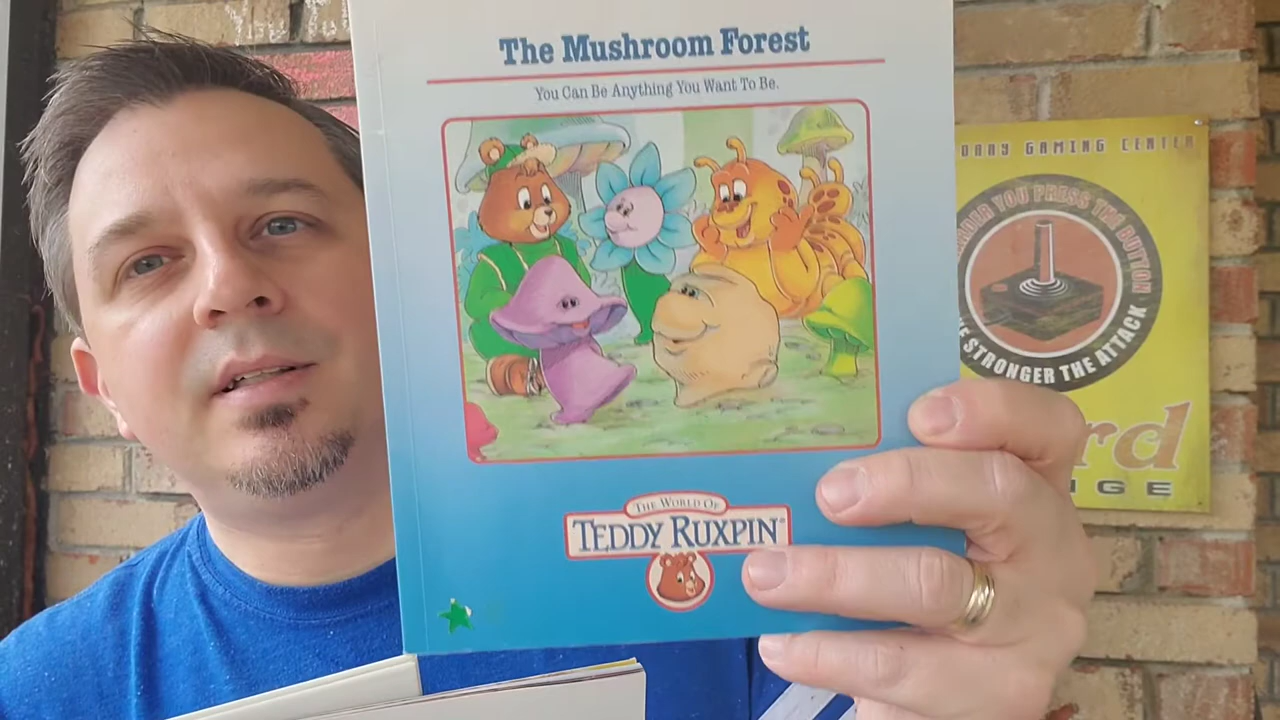 The Mushroom Forest
You Can Be Anything You Want To Be.
THE WORLD OF
TEDDY RUXPIN®
GAMING CENTER
YOU PRESS THE BUTTON
STRONGER THE ATTACK